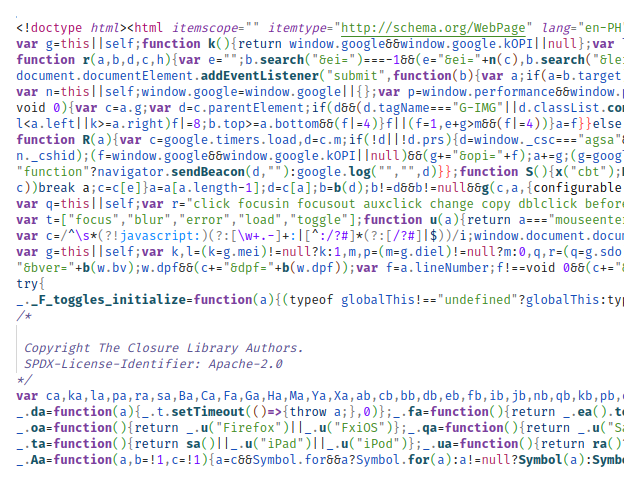 <!doctype html><html itemscope="" itemtype="http://schema.org/WebPage" lang="en-PH
var g=this||self;function k(){return window.google&&window.google.kOPI||null};var l
function r(a,b,d,c,h){var e="";b.search("&ei=")===-1&&(e="&ei="+n(c),b.search("&lei
document.documentElement.addEventListener("submit",function(b){var a;if(a=b.target
var n=this||self;window.google=window.google||{};var p=window.performance&&window.p
void 0){var c=a.g;var d=c.parentElement;if(d&&(d.tagName==="G-IMG"||d.classList.con
l<a.left||k>=a.right)f|=8;b.top>=a.bottom&&(f|=4)}f||(f=1,e+g>m&&(f|=4))}a=f}}else
function R(a){var c=google.timers.load,d=c.m;if(!d||!d.prs){d=window._csc==="agsa"&
n._cshid);(f=window.google&&window.google.kOPI||null)&&(g+="&opi="+f);a+=g;(g=goog
"function"?navigator.sendBeacon(d,""):google.log("","",d)}};function S(){x("cbt");
c))break a;c=c[e]}a=a[a.length-1];d=c[a];b=b(d);b!=d&&b!=null&&g(c,a,{configurable
var q=this||self;var r="click focusin focusout auxclick change copy dblclick before
var t=["focus","blur","error","load","toggle"];function u(a){return a==="mouseenter
var c=/^\s*(?!javascript:)(?:[\w+.-]+:|[^:/?#]*(?:[/?#]|$))/i;window.document.docu
var g=this||self;var k,l=(k=g.mei)!=null?k:1,m,p=(m=g.diel)!=null?m:0,q,r=(q=g.sdo
"&bver="+b(w.bv);w.dpf&&(c+="&dpf="+b(w.dpf));var f=a.lineNumber;f!==void 0&&(c+="&
try{
_._F_toggles_initialize=function(a){(typeof globalThis!=="undefined"?globalThis:typ
/*
Copyright The Closure Library Authors.
SPDX-License-Identifier: Apache-2.0
*/
var ca,ka,la,pa,ra,sa,Ba,Ca,Fa,Ga,Ha,Ma,Ya,Xa,ab,cb,bb,db,eb,fb,ib,jb,nb,qb,kb,pb,
_.da=function(a){_.t.setTimeout(()=>{throw a;},0)};_.fa=function(){return _.ea().to
_.oa=function(){return _.u("Firefox")||_.u("FxiOS")};_.qa=function(){return _.u("Sa
_.ta=function(){return sa()||_.u("iPad")||_.u("iPod")};_.ua=function(){return ra()
_.Aa=function(a,b=!1,c=!1){a=c&&Symbol.for&&a?Symbol.for(a):a!=null?Symbol(a):Symb